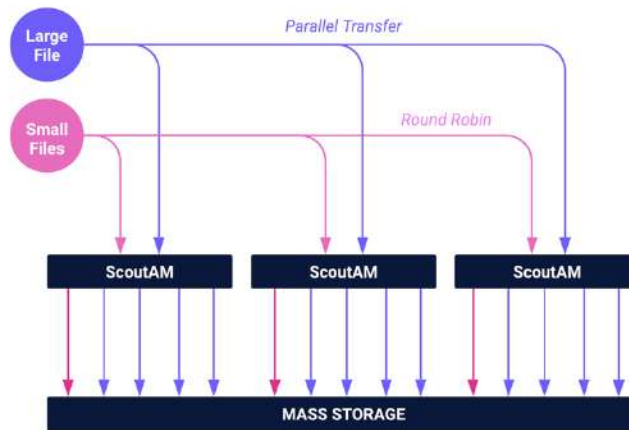 Large
File
Parallel Transfer
Small
Files
Round Robin
ScoutAM
ScoutAM
ScoutAM
MASS STORAGE